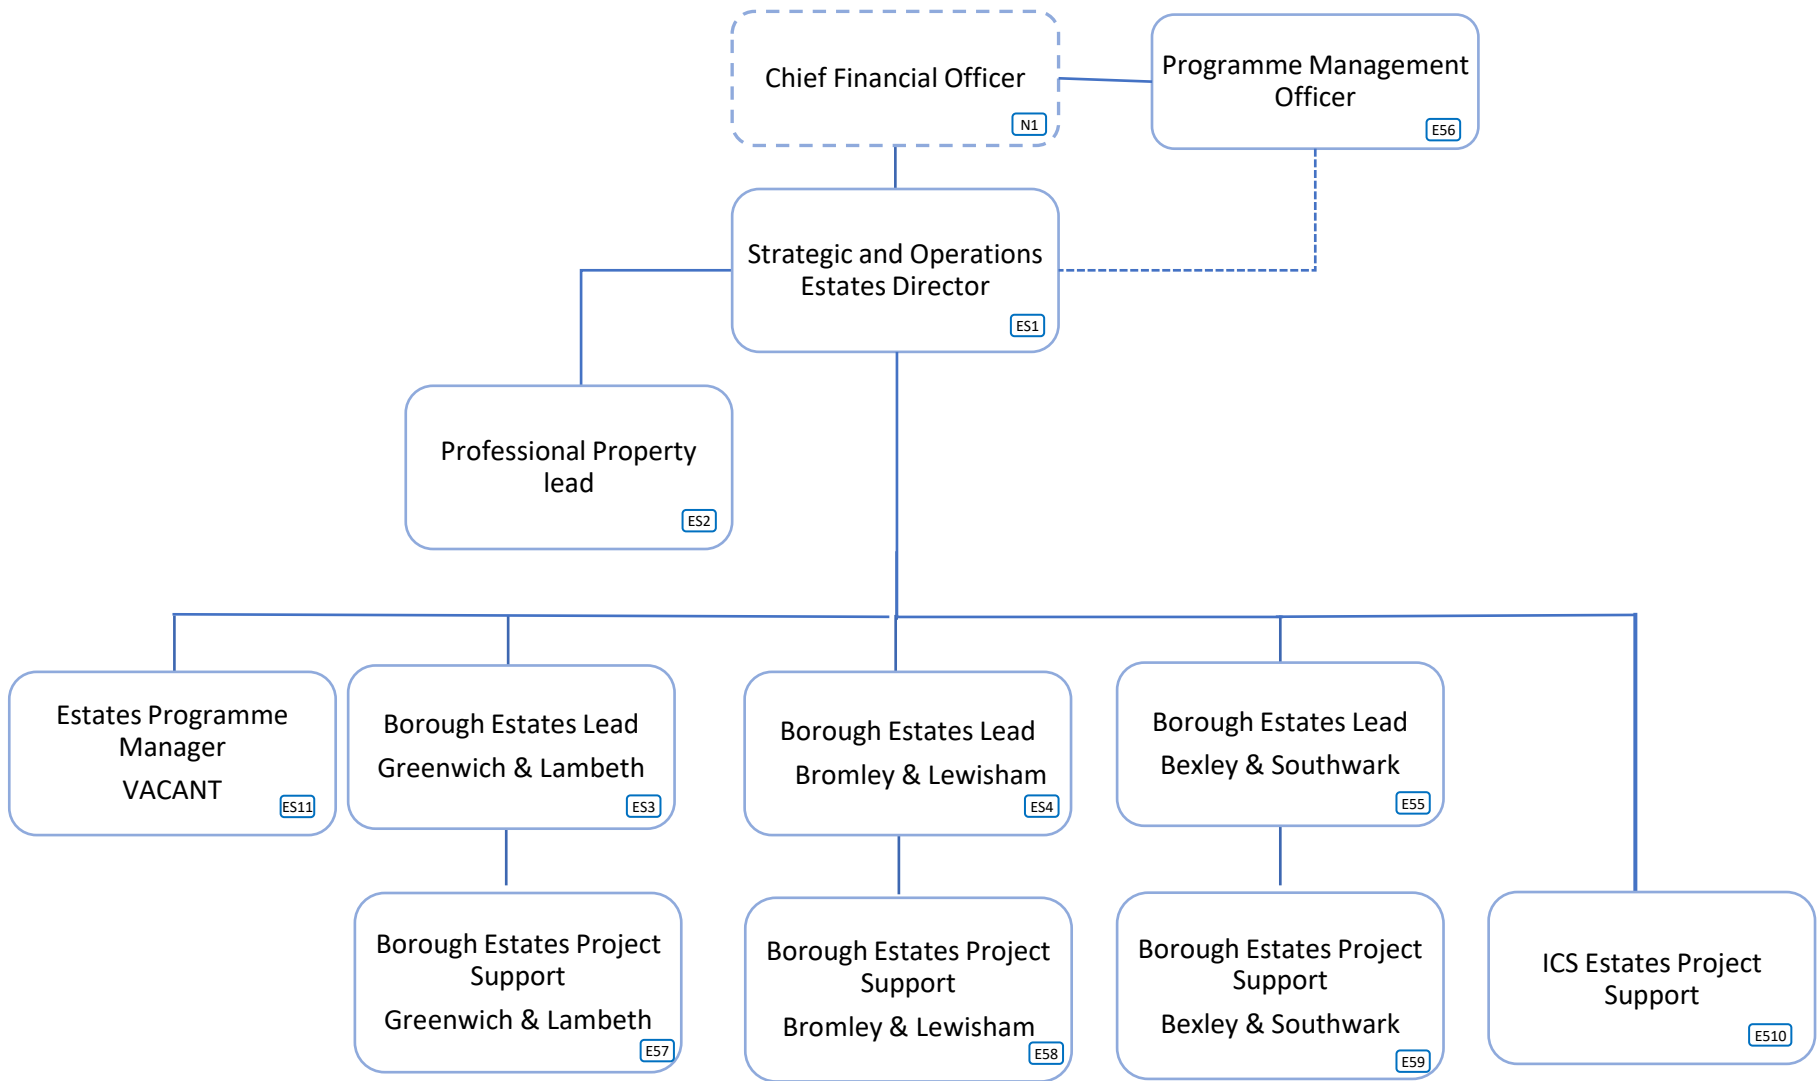 Chief Financial Officer
N1
Programme Management
Officer
E56
Strategic and Operations
Estates Director
ES1
Professional Property
lead
ES2
Estates Programme
Manager
VACANT
ES11
Borough Estates Lead
Greenwich & Lambeth
ES3
Borough Estates Lead
Bromley & Lewisham
ES4
Borough Estates Lead
Bexley & Southwark
E55
Borough Estates Project
Support
Greenwich & Lambeth
E57
Borough Estates Project
Support
Bromley & Lewisham
E58
Borough Estates Project
Support
Bexley & Southwark
E59
ICS Estates Project
Support
E510